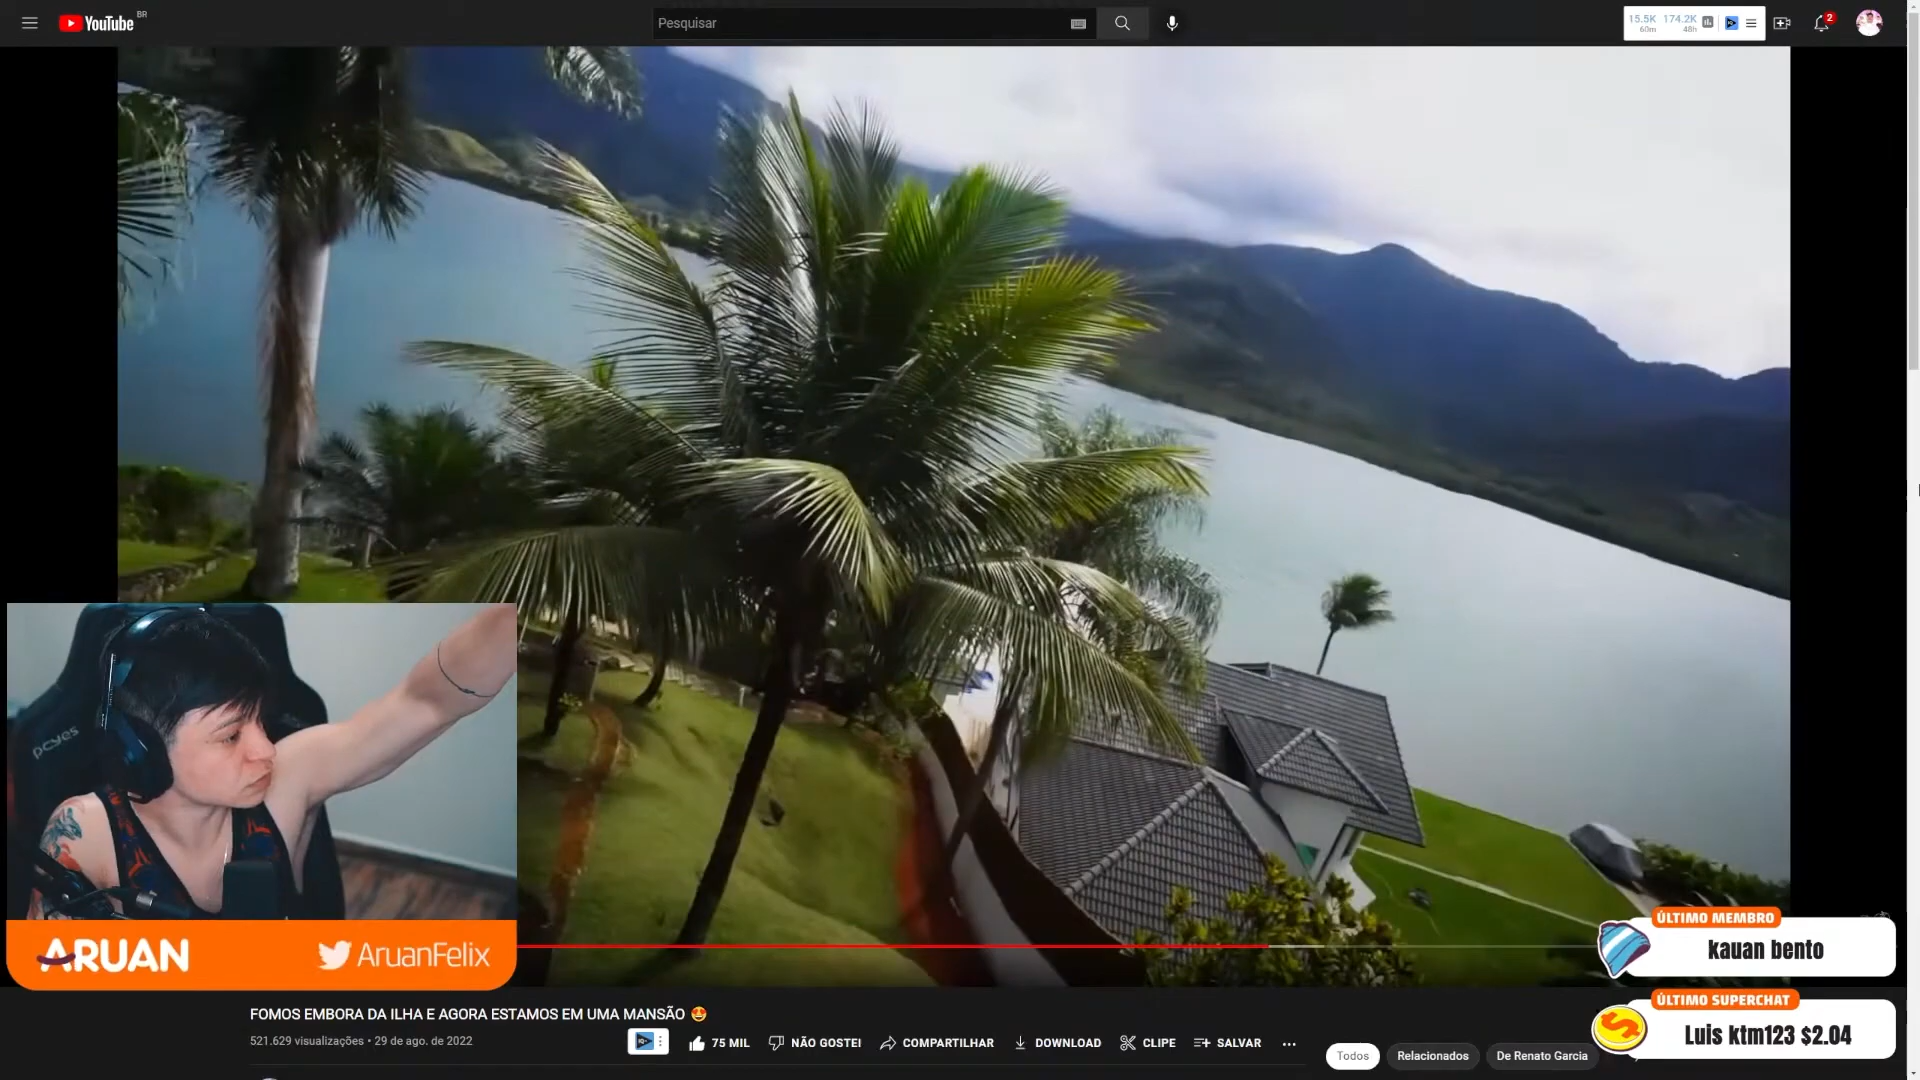 YouTube BR
Pesquisar
15.5K 174.2K
60m 48h
2
pcyes
ARUAN
AruanFelix
ÚLTIMO MEMBRO
kauan bento
ÚLTIMO SUPERCHAT
Luis ktm123 $2.04
FOMOS EMBORA DA ILHA E AGORA ESTAMOS EM UMA MANSÃO
521.629 visualizações • 29 de ago. de 2022
75 MIL
NÃO GOSTEI
COMPARTILHAR
DOWNLOAD
CLIPE
SALVAR
Todos
Relacionados
De Renato Garcia